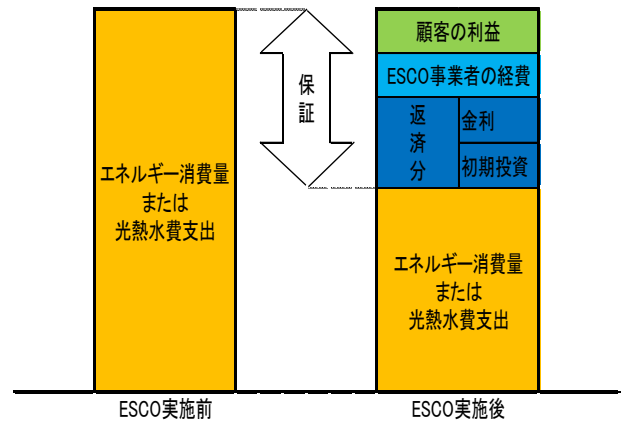 エネルギー消費量
または
光熱水費支出
保証
顧客の利益
ESCO事業者の経費
返済分
金利
初期投資
エネルギー消費量
または
光熱水費支出
ESCO実施前
ESCO実施後